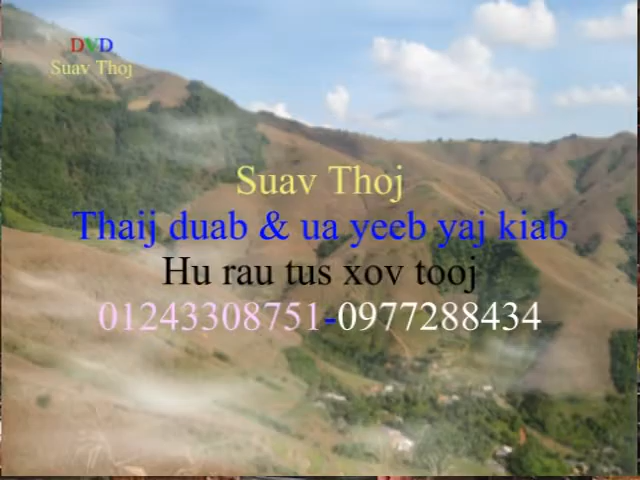 DVD
Suav Thoj
Suav Thoj
Thaij duab & ua yeeb yaj kiab
Hu rau tus xov tooj
01243308751-0977288434